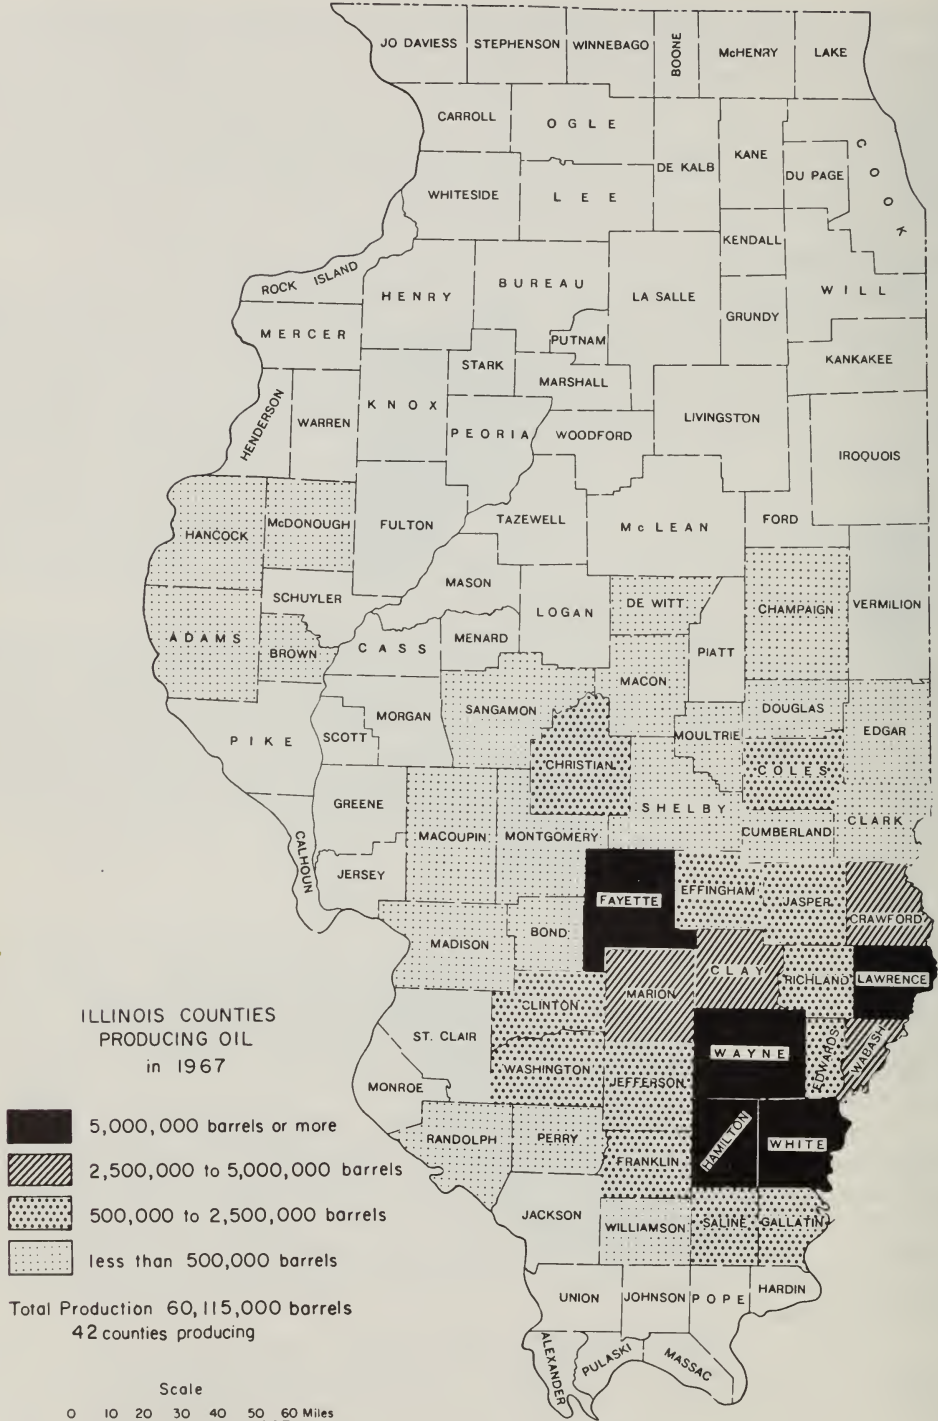 JO DAVIESS STEPHENSON WINNEBAGO BOONE McHENRY LAKE
CARROLL OGLE DE KALB KANE DU PAGE COOK
WHITESIDE LEE
KENDALL
ROCK ISLAND HENRY BUREAU LA SALLE GRUNDY WILL
MERCER PUTNAM
STARK MARSHALL KANKAKEE
HENDERSON WARREN KNOX PEORIA WOODFORD LIVINGSTON
IROQUOIS
HANCOCK McDONOUGH FULTON TAZEWELL McLEAN FORD
SCHUYLER MASON LOGAN DE WITT CHAMPAIGN VERMILION
ADAMS BROWN CASS MENARD PIATT
MACON
MORGAN SANGAMON DOUGLAS
PIKE SCOTT CHRISTIAN MOULTRIE COLES EDGAR
GREENE SHELBY
CALHOUN MACOUPIN MONTGOMERY CUMBERLAND CLARK
JERSEY
FAYETTE EFFINGHAM JASPER CRAWFORD
MADISON BOND
CLINTON MARION CLAY RICHLAND LAWRENCE
ST. CLAIR
WASHINGTON JEFFERSON WAYNE EDWARDS WABASH
MONROE
RANDOLPH PERRY FRANKLIN HAMILTON WHITE
JACKSON WILLIAMSON SALINE GALLATIN
UNION JOHNSON POPE HARDIN
ALEXANDER PULASKI MASSAC
ILLINOIS COUNTIES
PRODUCING OIL
in 1967
5,000,000 barrels or more
2,500,000 to 5,000,000 barrels
500,000 to 2,500,000 barrels
less than 500,000 barrels
Total Production 60,115,000 barrels
42 counties producing
Scale
0 10 20 30 40 50 60 Miles